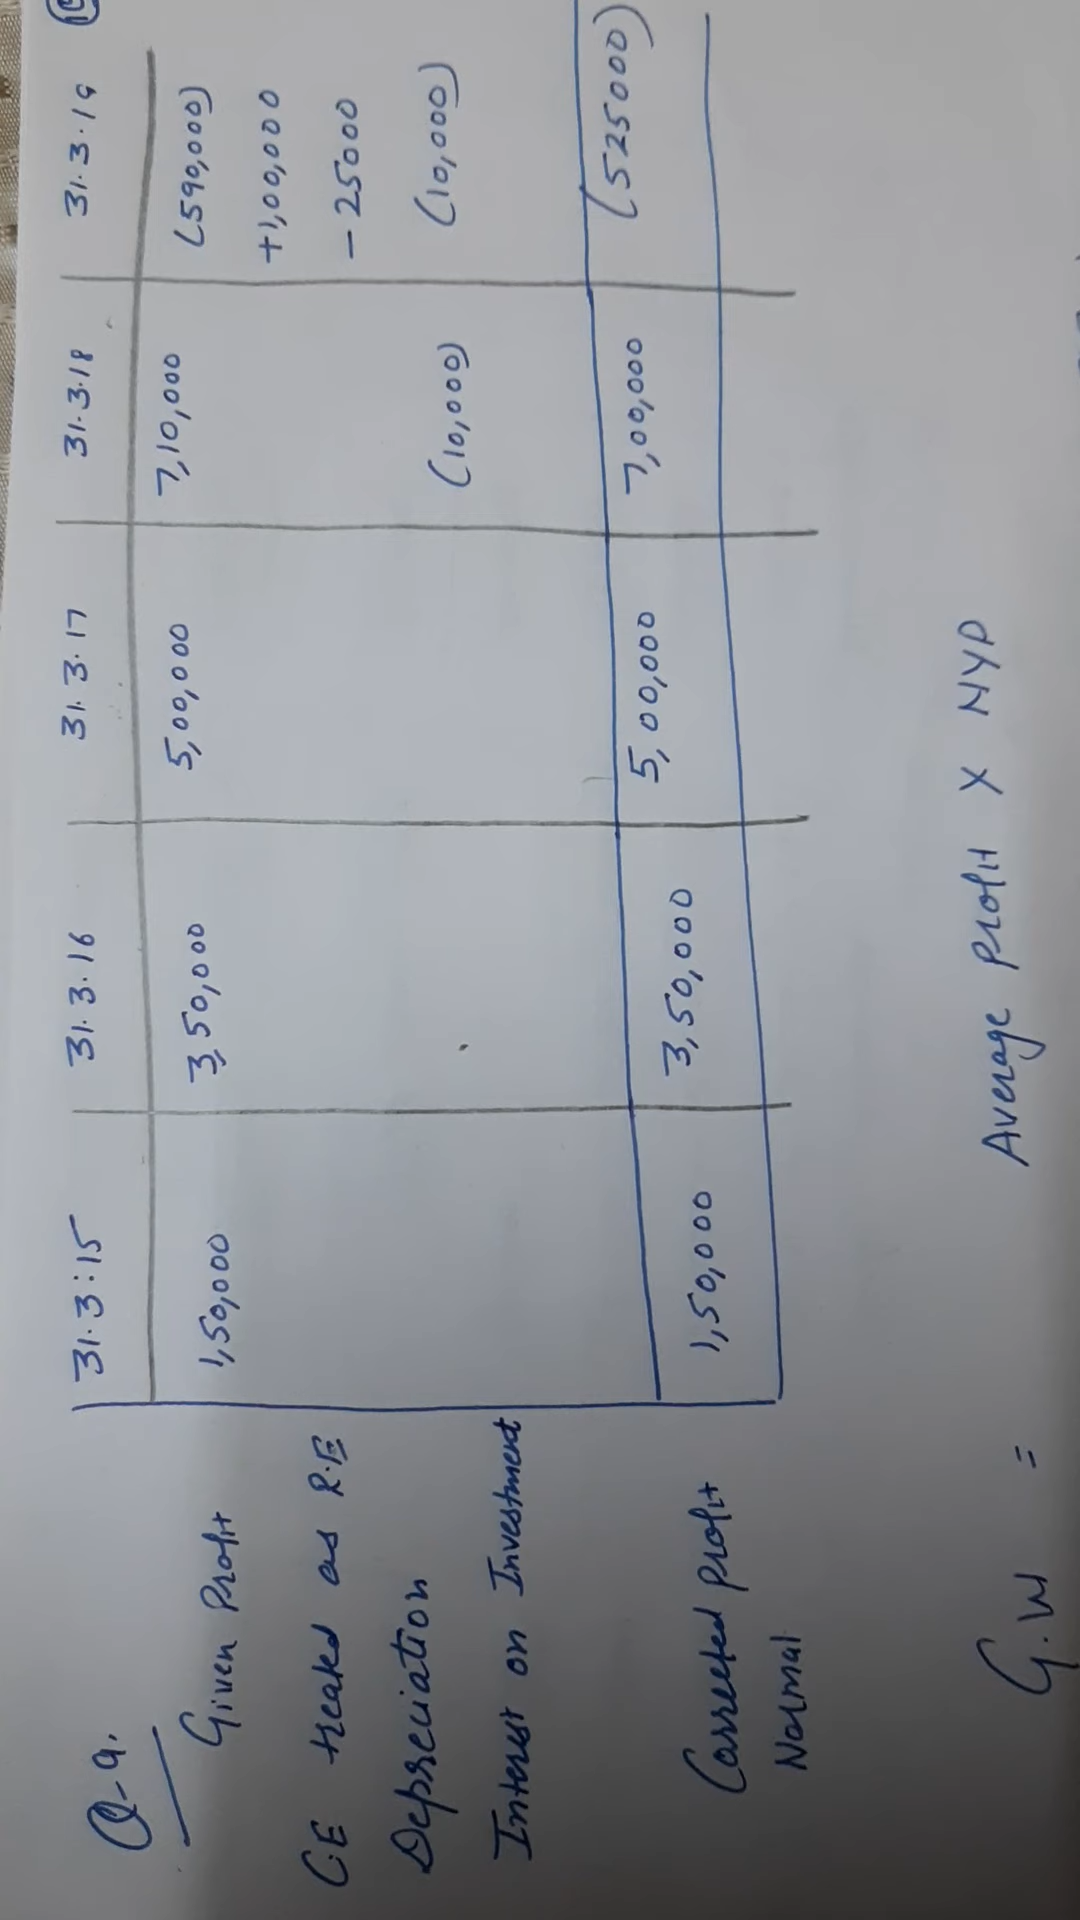 Q-9.
31.3:15 31.3.16 31.3.17 31.3.18 31.3.19
Given Profit 1,50,000 3,50,000 5,00,000 7,10,000 (590,000)
C.E treated as R.E +1,00,000
Depreciation - 25000
Interest on Investment (10,000) (10,000)
Corrected profit 1,50,000 3,50,000 5,00,000 7,00,000 (525000)
Normal
G.W = Average Profit X NYP